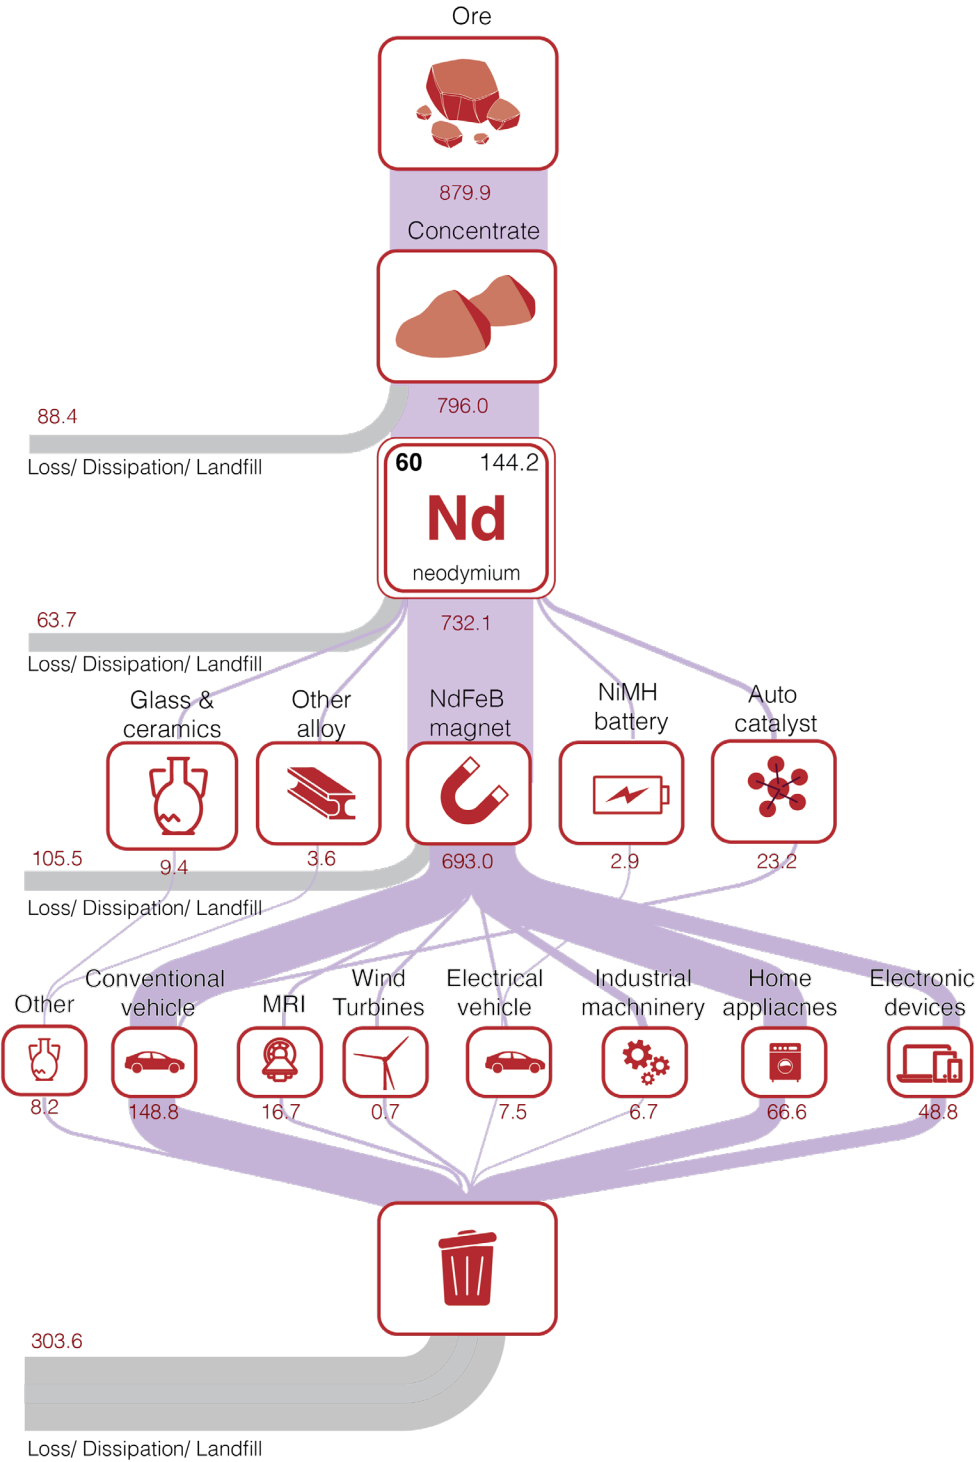 Ore
879.9
Concentrate
796.0
88.4
Loss/ Dissipation/ Landfill
60 144.2
Nd
neodymium
63.7
Loss/ Dissipation/ Landfill
732.1
Glass &
ceramics
Other
alloy
NdFeB
magnet
NiMH
battery
Auto
catalyst
105.5
Loss/ Dissipation/ Landfill
9.4
3.6
693.0
2.9
23.2
Other
Conventional
vehicle
MRI
Wind
Turbines
Electrical
vehicle
Industrial
machninery
Home
appliacnes
Electronic
devices
8.2
148.8
16.7
0.7
7.5
6.7
66.6
48.8
303.6
Loss/ Dissipation/ Landfill